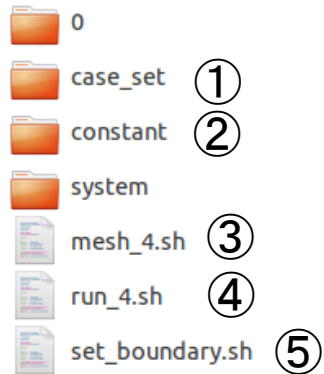 0
case_set ①
constant ②
system
mesh_4.sh ③
run_4.sh ④
set_boundary.sh ⑤